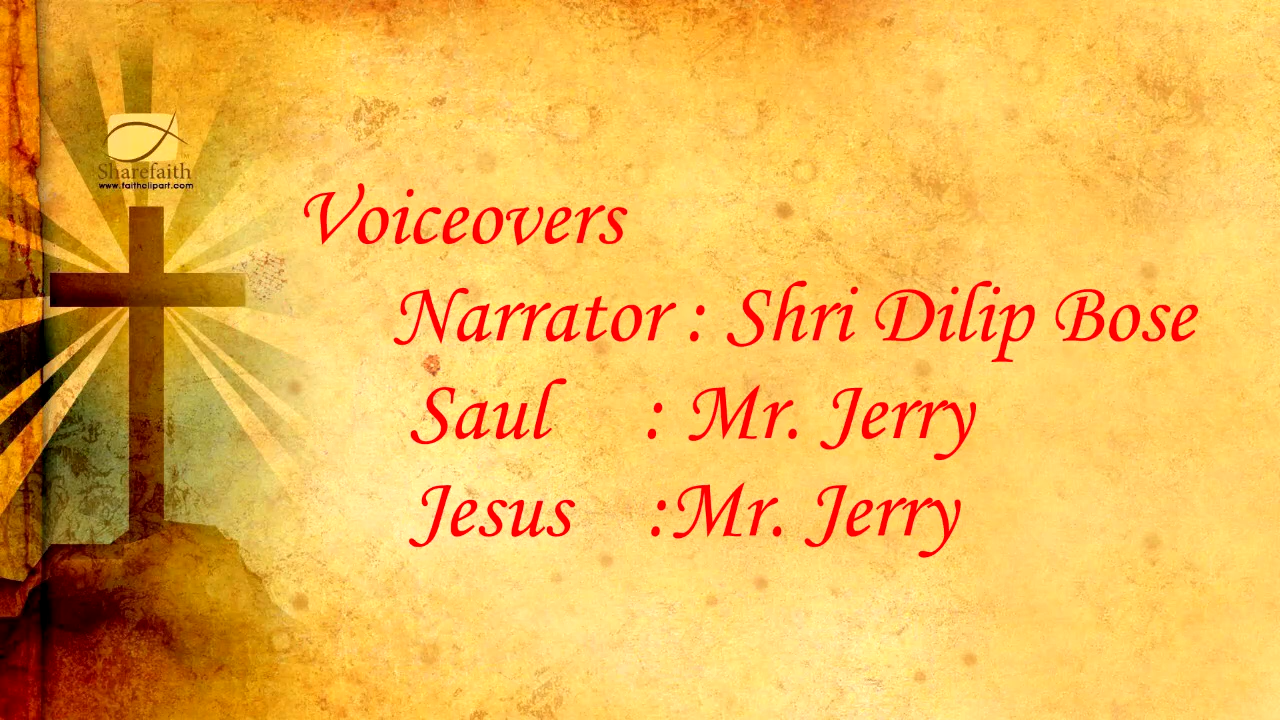 Sharefaith
www.faithclipart.com
Voiceovers
Narrator : Shri Dilip Bose
Saul : Mr. Jerry
Jesus :Mr. Jerry